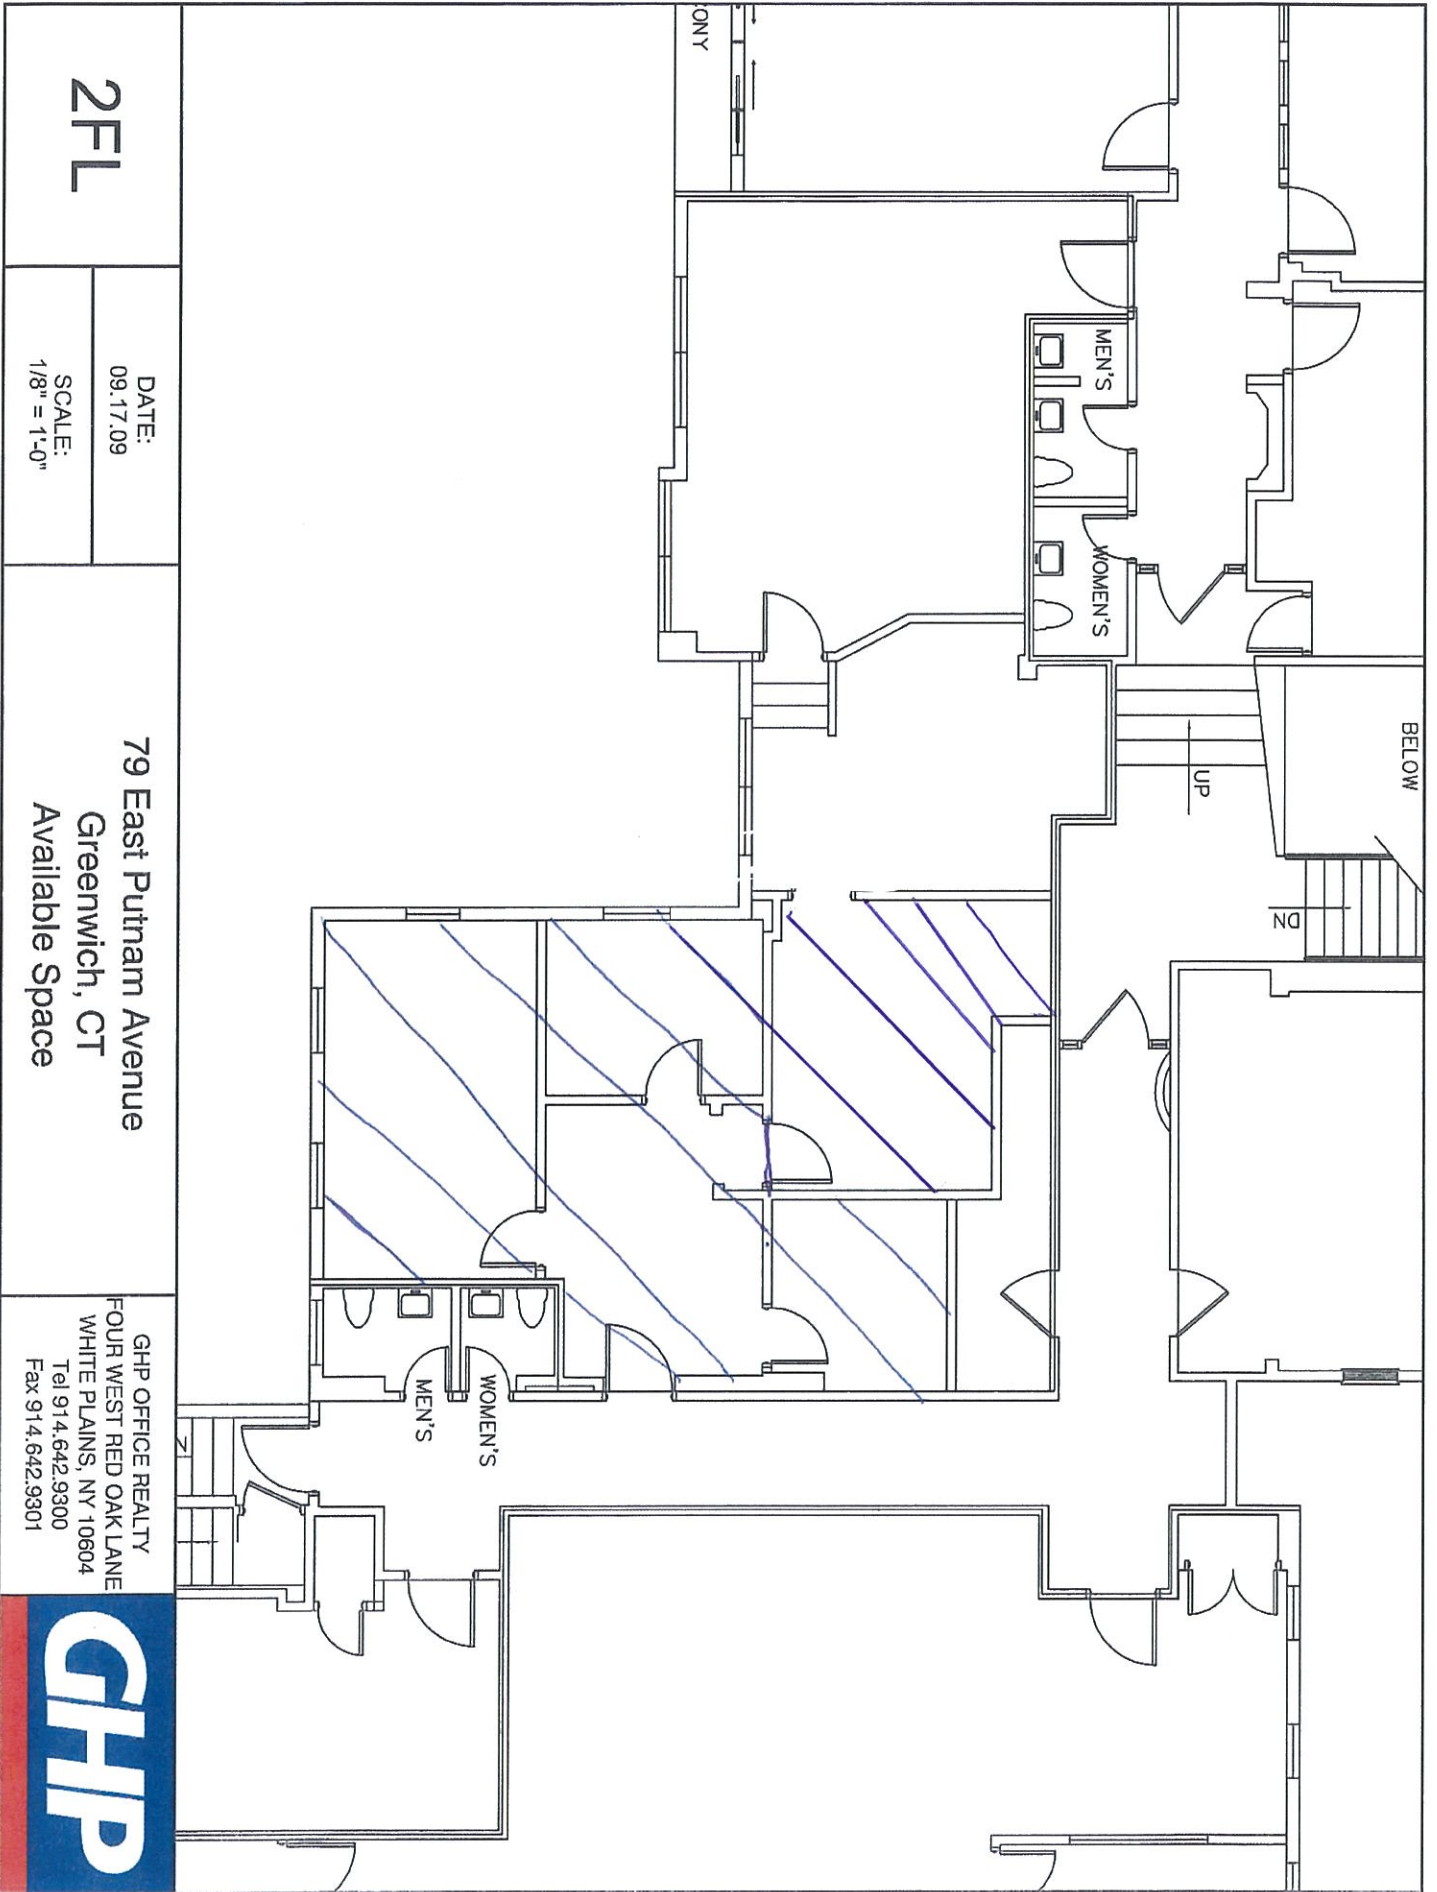 ONY
MEN'S
WOMEN'S
BELOW
UP
DN
WOMEN'S
MEN'S
2FL
DATE:
09.17.09
SCALE:
1/8" = 1'-0"
79 East Putnam Avenue
Greenwich, CT
Available Space
GHP OFFICE REALTY
FOUR WEST RED OAK LANE
WHITE PLAINS, NY 10604
Tel 914.642.9300
Fax 914.642.9301
GHP